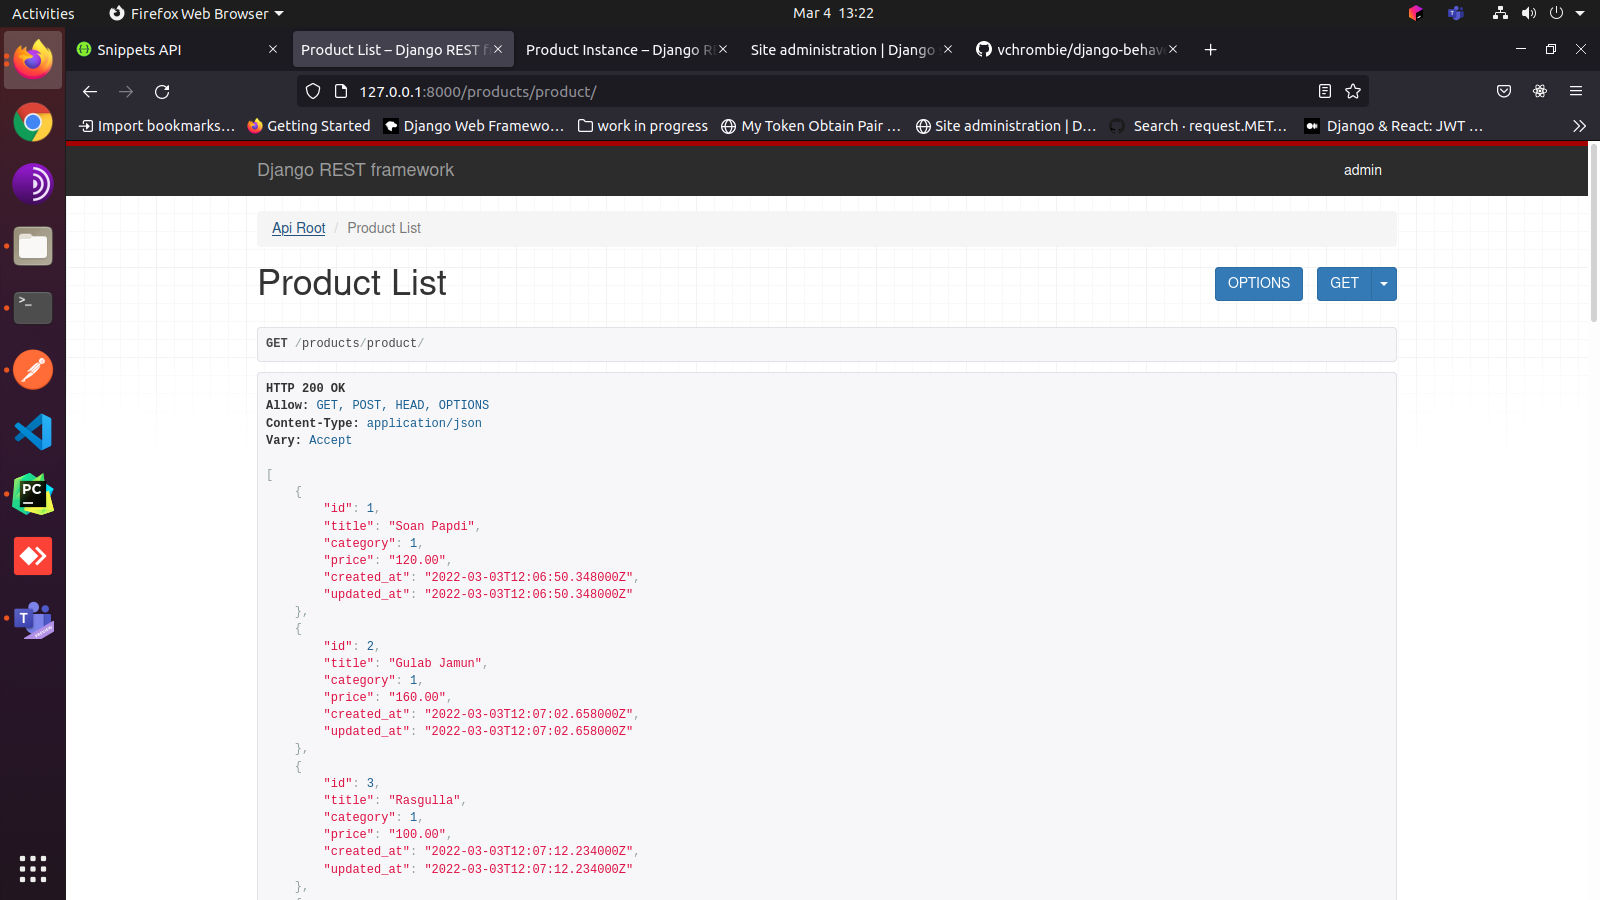 Activities
Firefox Web Browser
Mar 4 13:22
Snippets API
Product List – Django REST f
Product Instance – Django R
Site administration | Django
vchrombie/django-behav
127.0.0.1:8000/products/product/
Import bookmarks…
Getting Started
Django Web Framewo…
work in progress
My Token Obtain Pair …
Site administration | D…
Search · request.MET…
Django & React: JWT …
Django REST framework
admin
Api Root / Product List
Product List
OPTIONS
GET
GET /products/product/
HTTP 200 OK
Allow: GET, POST, HEAD, OPTIONS
Content-Type: application/json
Vary: Accept
[
{
"id": 1,
"title": "Soan Papdi",
"category": 1,
"price": "120.00",
"created_at": "2022-03-03T12:06:50.348000Z",
"updated_at": "2022-03-03T12:06:50.348000Z"
},
{
"id": 2,
"title": "Gulab Jamun",
"category": 1,
"price": "160.00",
"created_at": "2022-03-03T12:07:02.658000Z",
"updated_at": "2022-03-03T12:07:02.658000Z"
},
{
"id": 3,
"title": "Rasgulla",
"category": 1,
"price": "100.00",
"created_at": "2022-03-03T12:07:12.234000Z",
"updated_at": "2022-03-03T12:07:12.234000Z"
},
PC
T